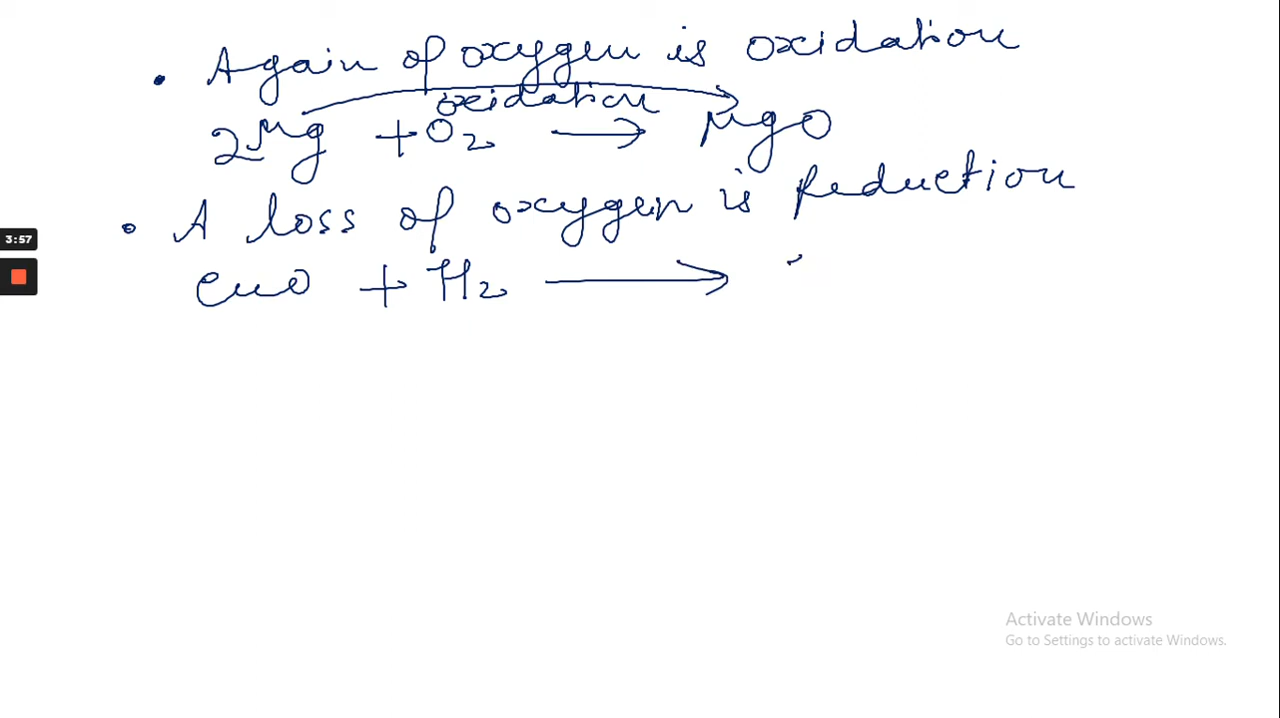 • Again of oxygen is oxidation
oxidation
2Mg + O2 → MgO
• A loss of oxygen is Reduction
3:57
CuO + H2 →
Activate Windows
Go to Settings to activate Windows.